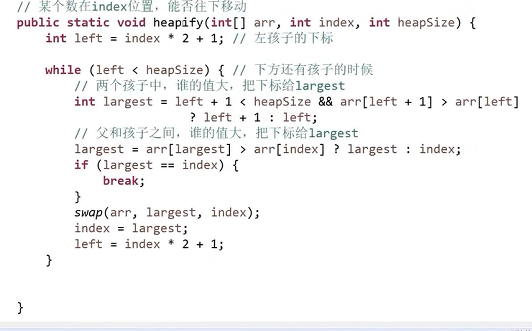 // 某个数在index位置，能否往下移动
public static void heapify(int[] arr, int index, int heapSize) {
    int left = index * 2 + 1; // 左孩子的下标
    while (left < heapSize) { // 下方还有孩子的时候
        // 两个孩子中，谁的值大，把下标给largest
        int largest = left + 1 < heapSize && arr[left + 1] > arr[left]
                ? left + 1 : left;
        // 父和孩子之间，谁的值大，把下标给largest
        largest = arr[largest] > arr[index] ? largest : index;
        if (largest == index) {
            break;
        }
        swap(arr, largest, index);
        index = largest;
        left = index * 2 + 1;
    }
}